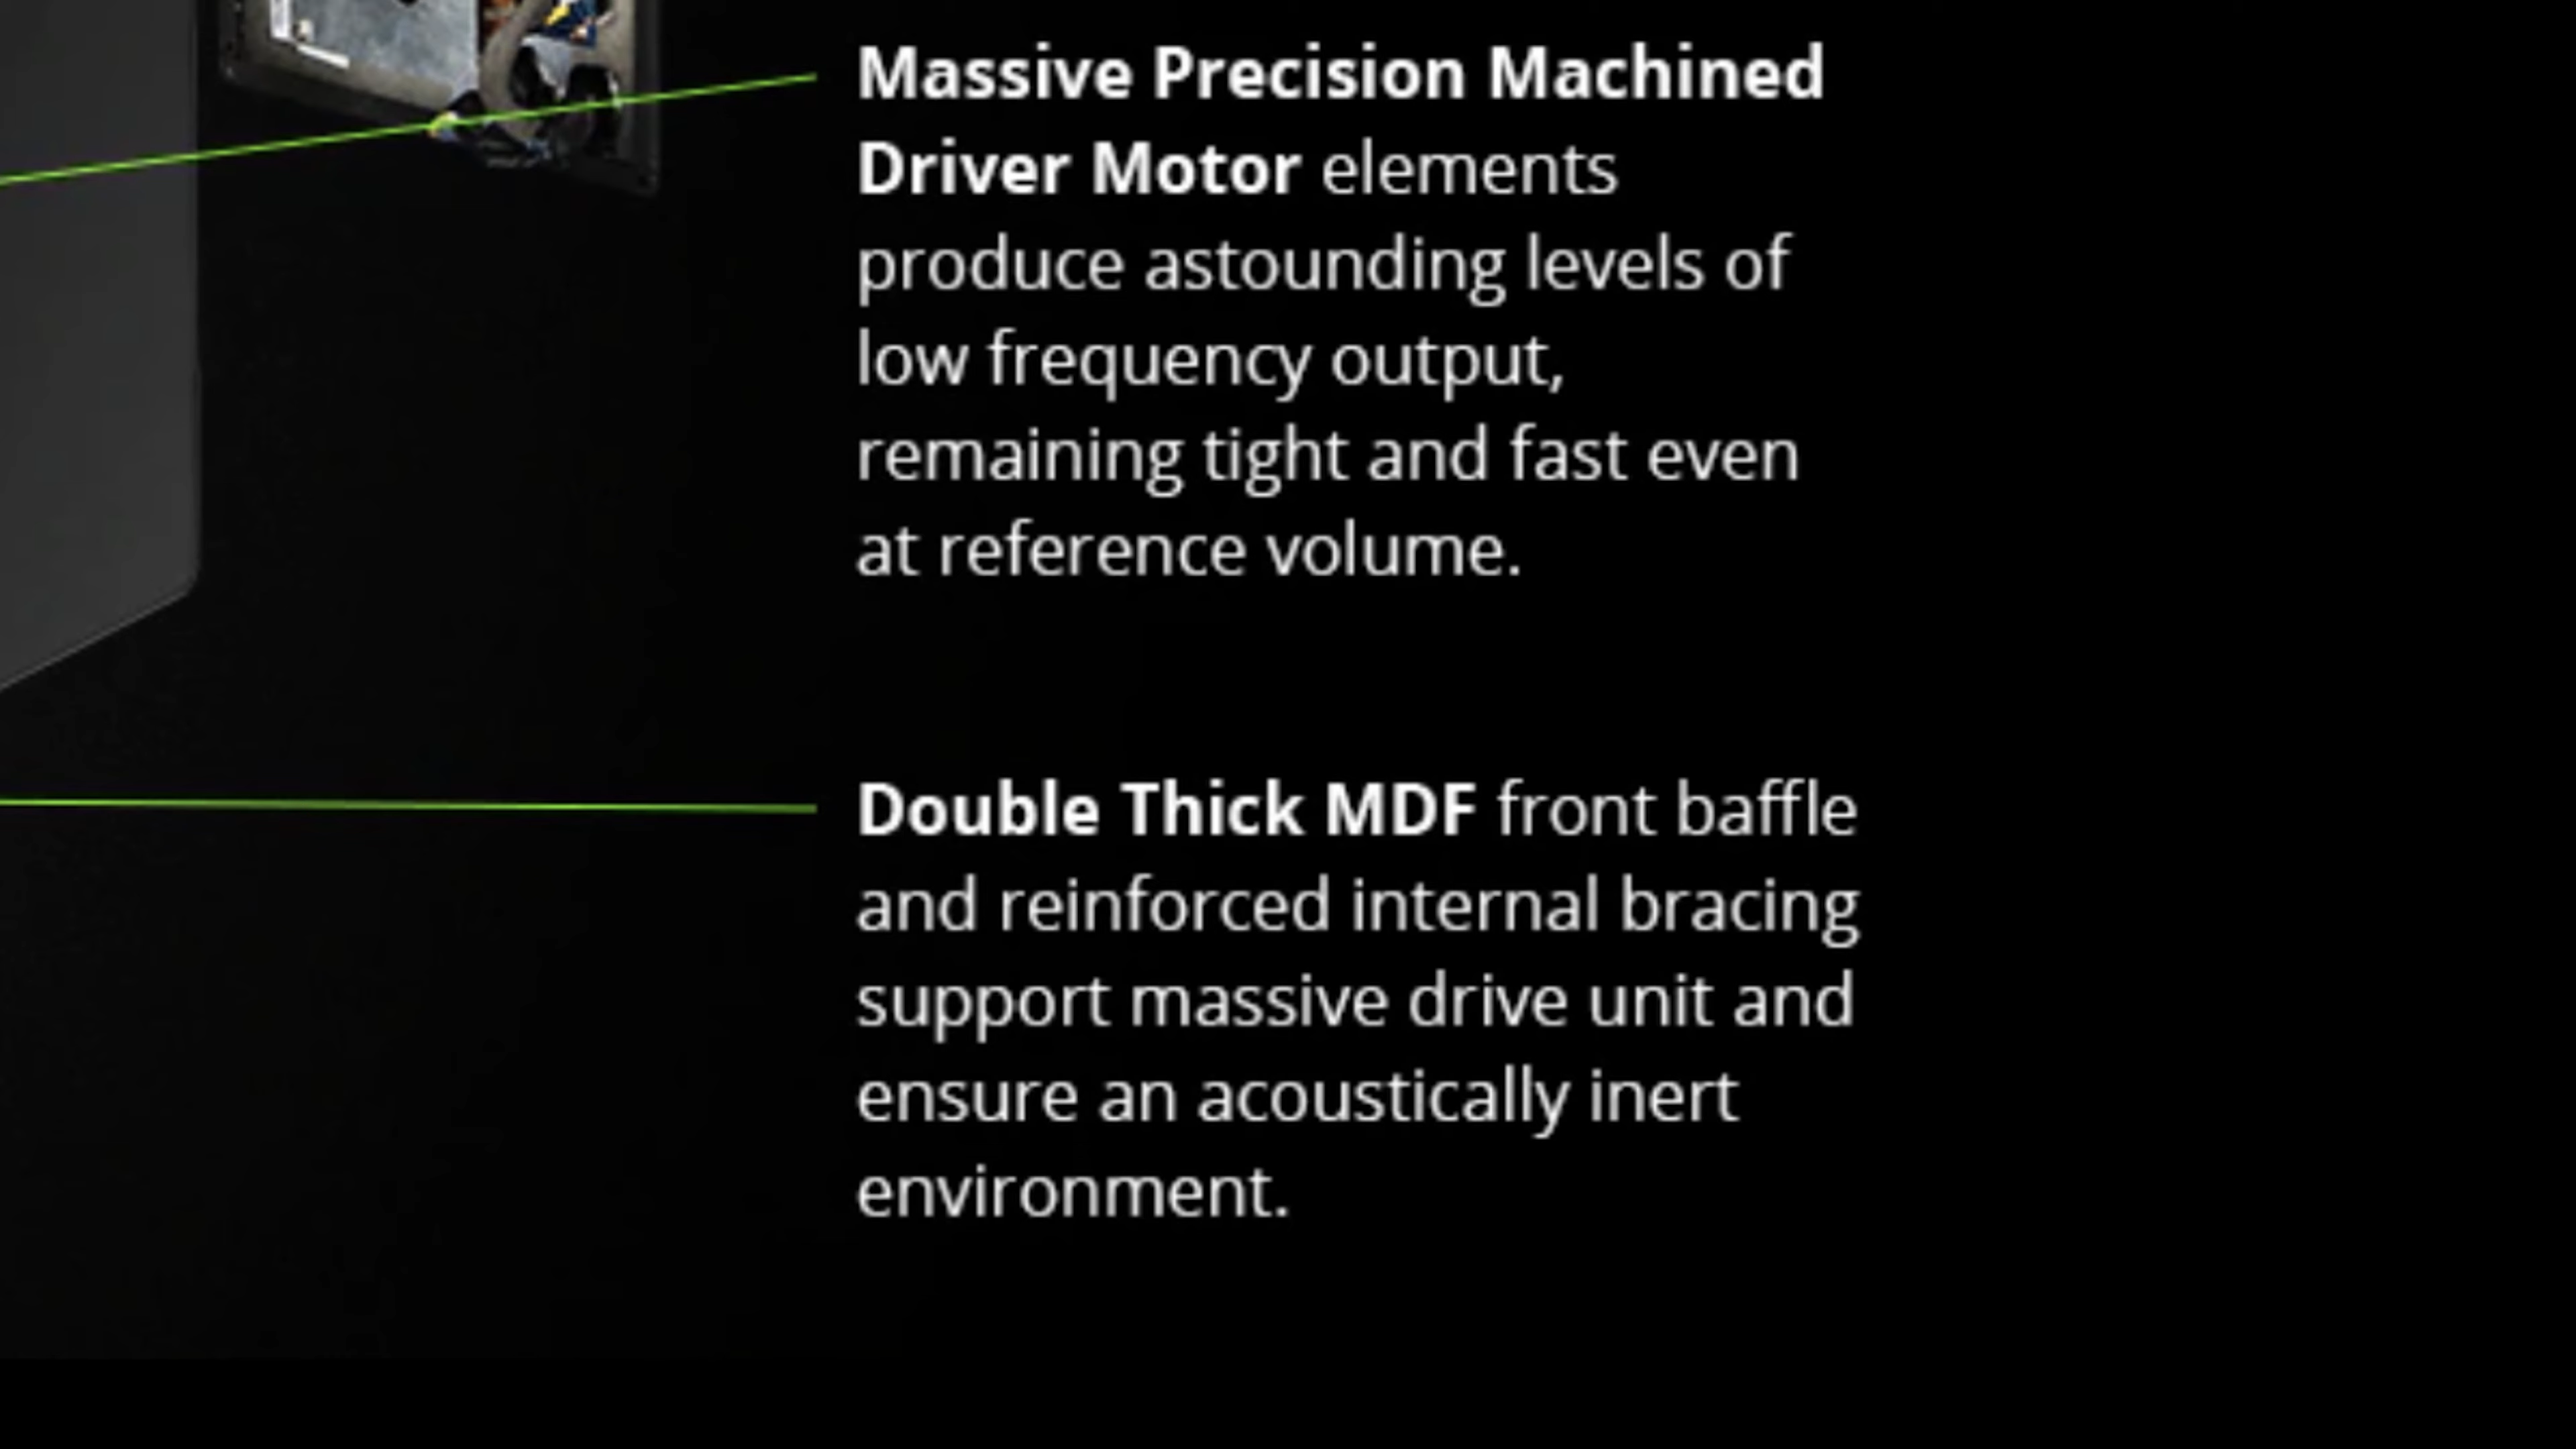 Massive Precision Machined
Driver Motor elements
produce astounding levels of
low frequency output,
remaining tight and fast even
at reference volume.
Double Thick MDF front baffle
and reinforced internal bracing
support massive drive unit and
ensure an acoustically inert
environment.